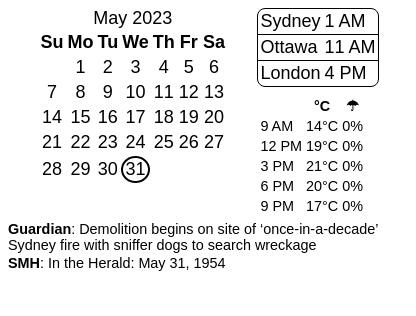 May 2023
Su Mo Tu We Th Fr Sa
1 2 3 4 5 6
7 8 9 10 11 12 13
14 15 16 17 18 19 20
21 22 23 24 25 26 27
28 29 30 31
Sydney 1 AM
Ottawa 11 AM
London 4 PM
°C ☂
9 AM 14°C 0%
12 PM 19°C 0%
3 PM 21°C 0%
6 PM 20°C 0%
9 PM 17°C 0%
Guardian: Demolition begins on site of ‘once-in-a-decade’
Sydney fire with sniffer dogs to search wreckage
SMH: In the Herald: May 31, 1954